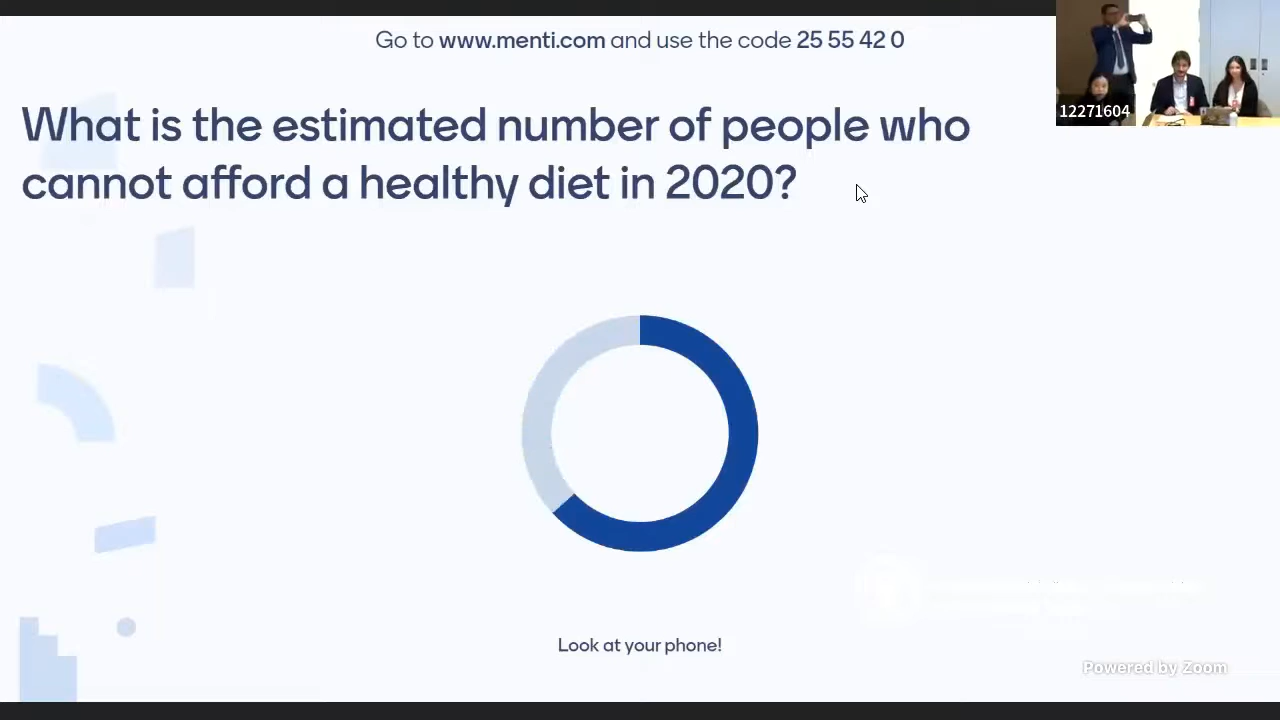 Go to www.menti.com and use the code 25 55 42 0
What is the estimated number of people who
cannot afford a healthy diet in 2020?
12271604
Look at your phone!
Powered by Zoom